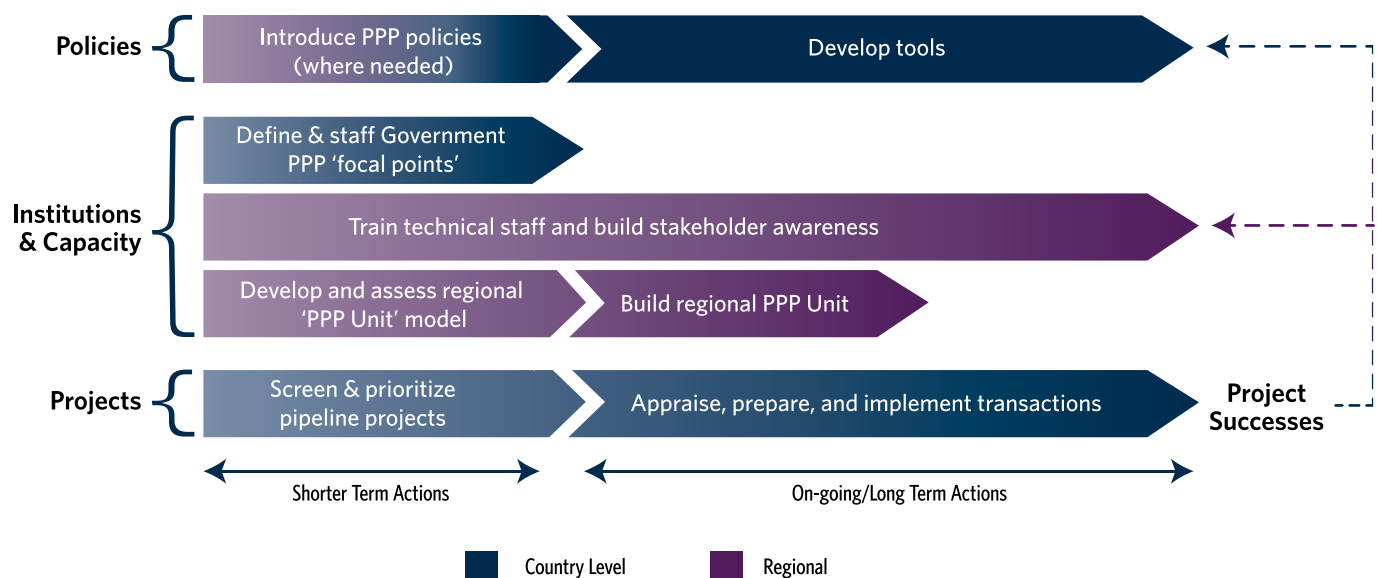 Policies
Introduce PPP policies
(where needed)
Develop tools
Institutions
& Capacity
Define & staff Government
PPP ‘focal points’
Train technical staff and build stakeholder awareness
Develop and assess regional
‘PPP Unit’ model
Build regional PPP Unit
Projects
Screen & prioritize
pipeline projects
Appraise, prepare, and implement transactions
Project
Successes
Shorter Term Actions
On-going/Long Term Actions
Country Level
Regional